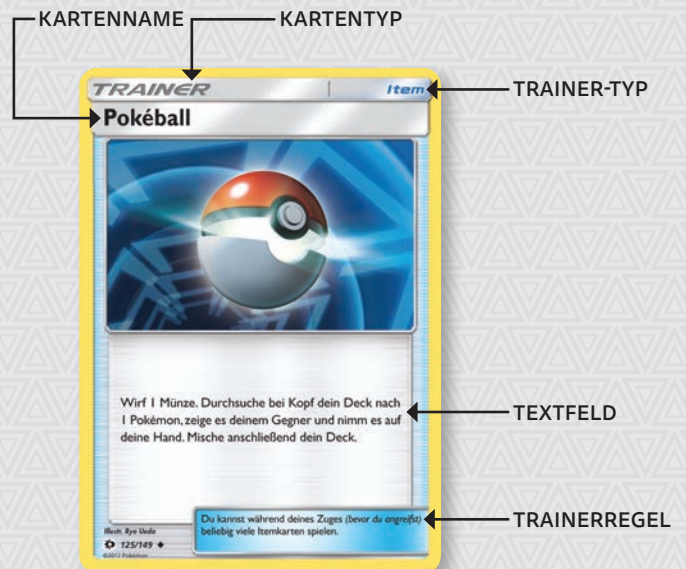 KARTENNAME
KARTENTYP
TRAINER
Item
TRAINER-TYP
Pokéball
Wirf 1 Münze. Durchsuche bei Kopf dein Deck nach
1 Pokémon, zeige es deinem Gegner und nimm es auf
deine Hand. Mische anschließend dein Deck.
TEXTFELD
Du kannst während deines Zuges (bevor du angreifst)
beliebig viele Itemkarten spielen.
TRAINERREGEL
Illustr. Ryo Ueda
125/149
©2017 Pokémon